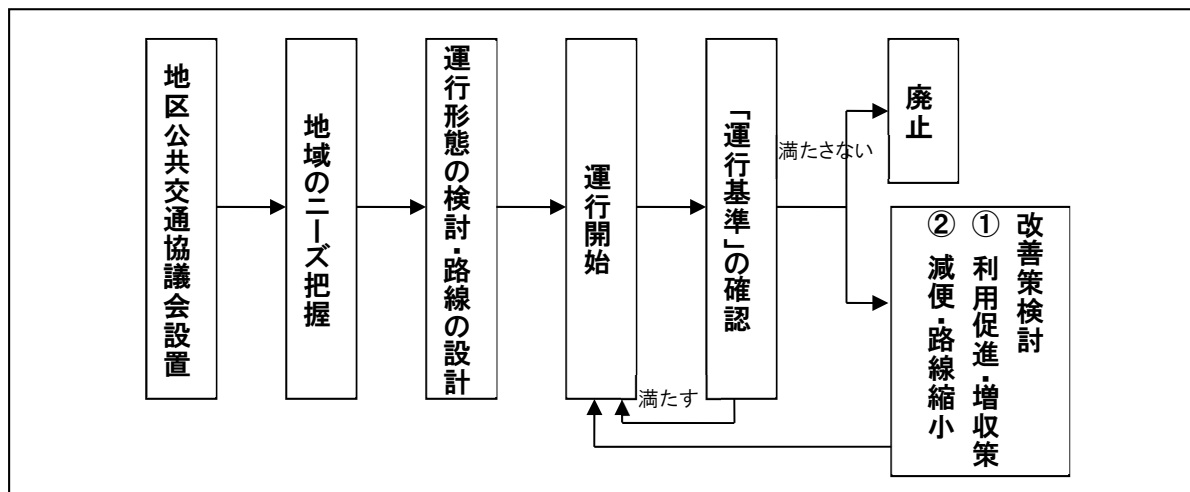 地区公共交通協議会設置
地域のニーズ把握
運行形態の検討・路線の設計
運行開始
「運行基準」の確認
満たさない
満たす
廃止
改善策検討
① 利用促進・増収策
② 減便・路線縮小